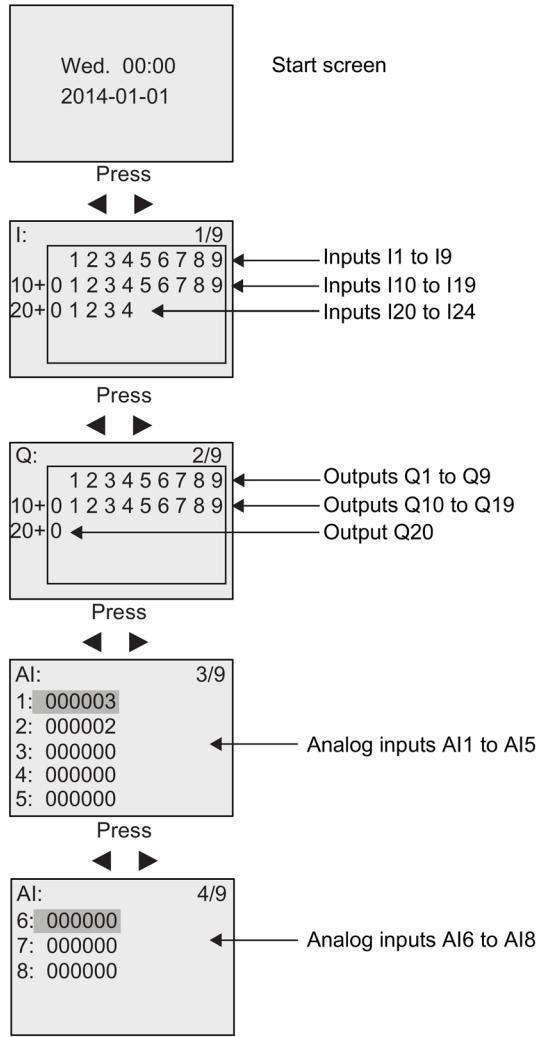 Wed. 00:00
2014-01-01
Start screen
Press
I: 1/9
1 2 3 4 5 6 7 8 9
Inputs I1 to I9
10+ 0 1 2 3 4 5 6 7 8 9
Inputs I10 to I19
20+ 0 1 2 3 4
Inputs I20 to I24
Press
Q: 2/9
1 2 3 4 5 6 7 8 9
Outputs Q1 to Q9
10+ 0 1 2 3 4 5 6 7 8 9
Outputs Q10 to Q19
20+ 0
Output Q20
Press
AI: 3/9
1: 000003
2: 000002
3: 000000
4: 000000
5: 000000
Analog inputs AI1 to AI5
Press
AI: 4/9
6: 000000
7: 000000
8: 000000
Analog inputs AI6 to AI8